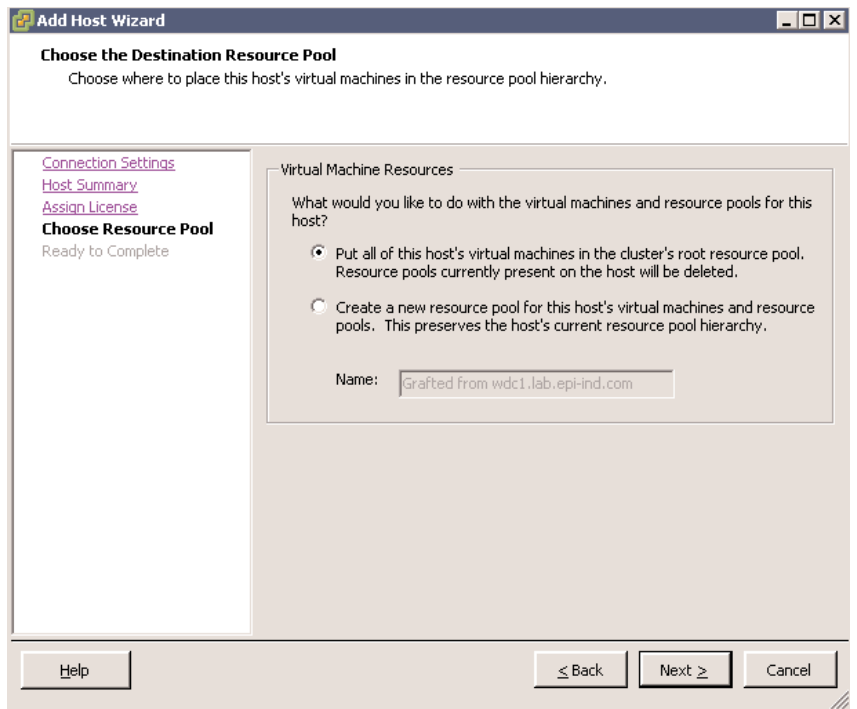 Add Host Wizard
Choose the Destination Resource Pool
Choose where to place this host's virtual machines in the resource pool hierarchy.
Connection Settings
Host Summary
Assign License
Choose Resource Pool
Ready to Complete
Virtual Machine Resources
What would you like to do with the virtual machines and resource pools for this
host?
Put all of this host's virtual machines in the cluster's root resource pool.
Resource pools currently present on the host will be deleted.
Create a new resource pool for this host's virtual machines and resource
pools. This preserves the host's current resource pool hierarchy.
Name: Grafted from wdc1.lab.epi-ind.com
Help
< Back
Next >
Cancel